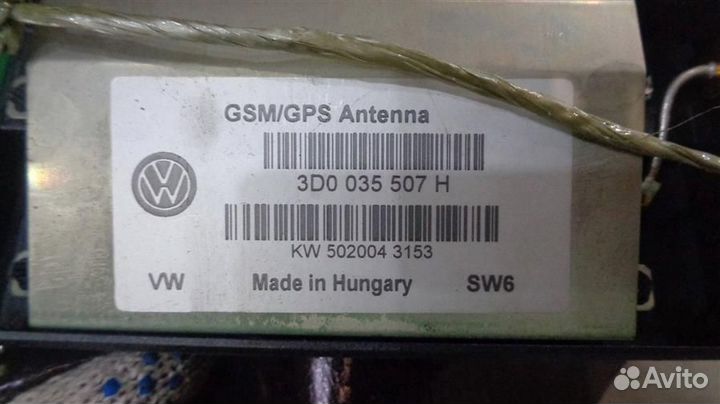 GSM/GPS Antenna
3D0 035 507 H
KW 502004 3153
VW Made in Hungary SW6
Avito